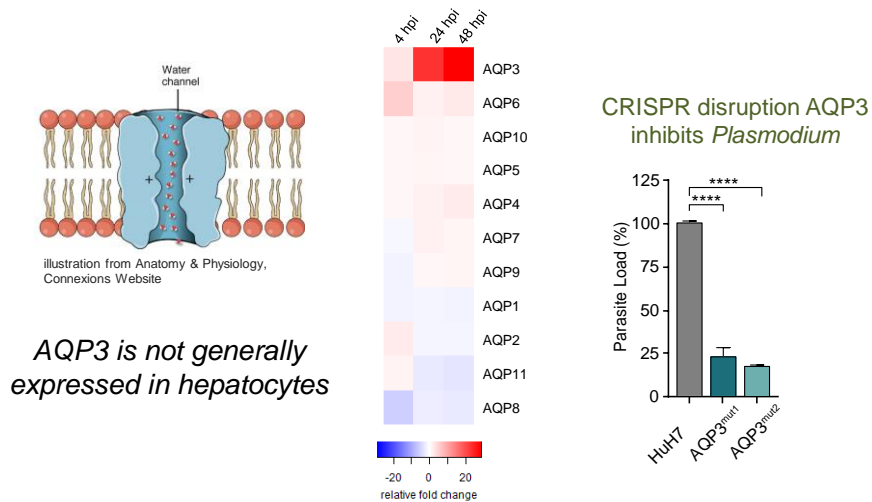 Water
channel
+ +
illustration from Anatomy & Physiology,
Connexions Website
AQP3 is not generally
expressed in hepatocytes
4 hpi
24 hpi
48 hpi
AQP3
AQP6
AQP10
AQP5
AQP4
AQP7
AQP9
AQP1
AQP2
AQP11
AQP8
-20 0 20
relative fold change
CRISPR disruption AQP3
inhibits Plasmodium
Parasite Load (%)
125
100
75
50
25
0
****
****
HuH7
AQP3mut1
AQP3mut2